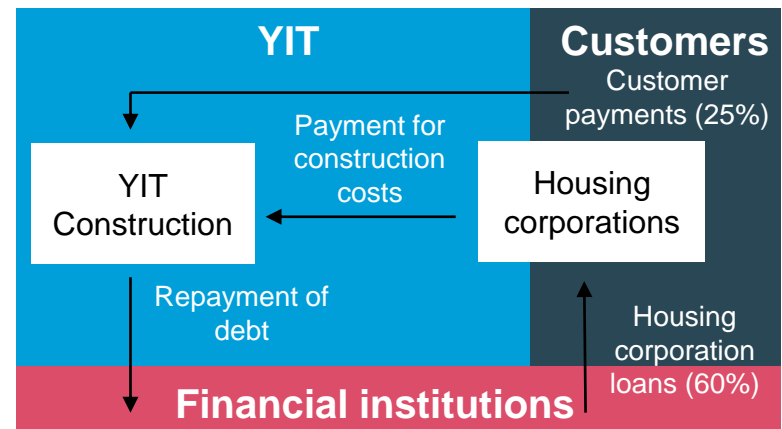 YIT
Customers
Customer
payments (25%)
Payment for
construction
costs
YIT
Construction
Housing
corporations
Repayment of
debt
Housing
corporation
loans (60%)
Financial institutions